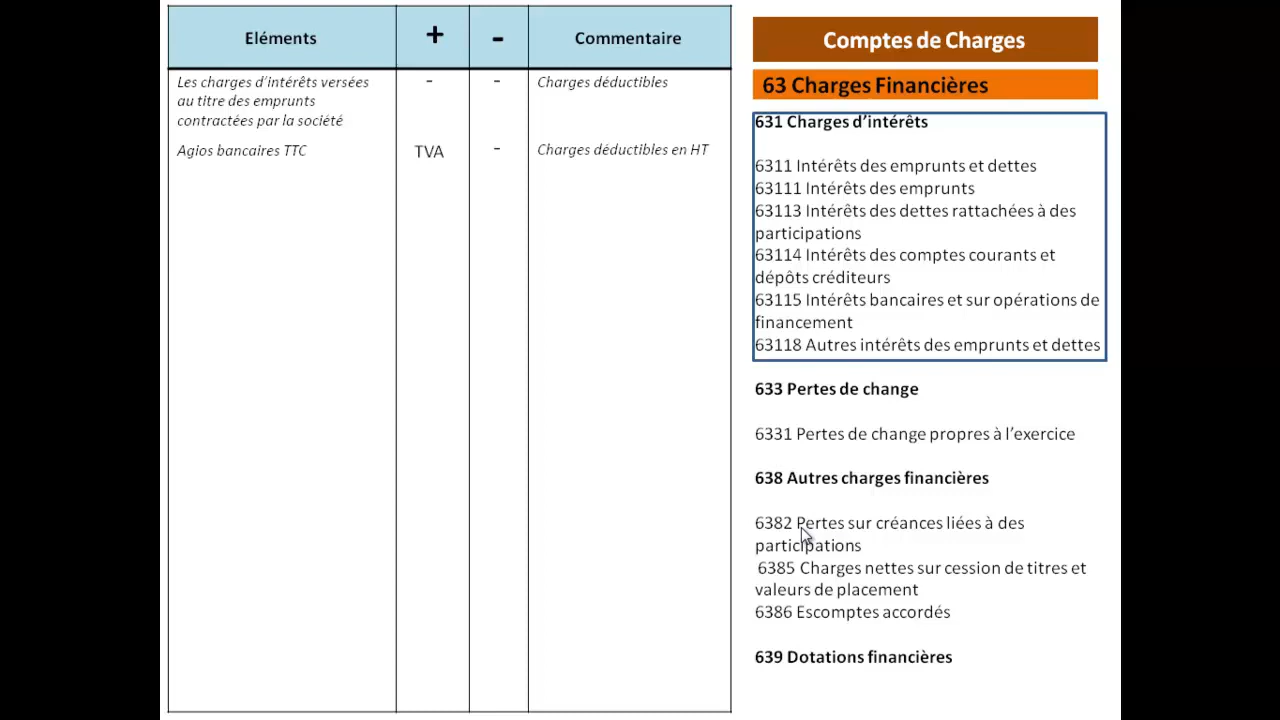 Eléments + - Commentaire
Les charges d'intérêts versées - - Charges déductibles
au titre des emprunts
contractées par la société
Agios bancaires TTC TVA - Charges déductibles en HT
Comptes de Charges
63 Charges Financières
631 Charges d'intérêts
6311 Intérêts des emprunts et dettes
63111 Intérêts des emprunts
63113 Intérêts des dettes rattachées à des
participations
63114 Intérêts des comptes courants et
dépôts créditeurs
63115 Intérêts bancaires et sur opérations de
financement
63118 Autres intérêts des emprunts et dettes
633 Pertes de change
6331 Pertes de change propres à l'exercice
638 Autres charges financières
6382 Pertes sur créances liées à des
participations
6385 Charges nettes sur cession de titres et
valeurs de placement
6386 Escomptes accordés
639 Dotations financières